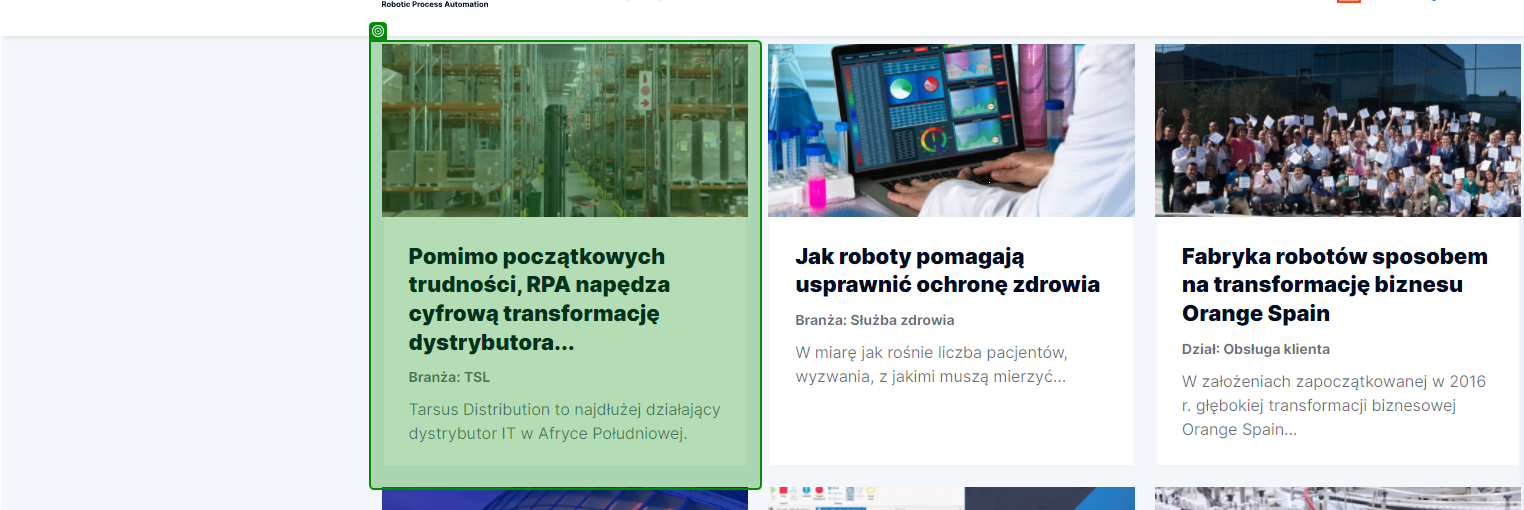 Robotic Process Automation
Pomimo początkowych
trudności, RPA napędza
cyfrową transformację
dystrybutora...
Branża: TSL
Tarsus Distribution to najdłużej działający
dystrybutor IT w Afryce Południowej.
Jak roboty pomagają
usprawnić ochronę zdrowia
Branża: Służba zdrowia
W miarę jak rośnie liczba pacjentów,
wyzwania, z jakimi muszą mierzyć...
Fabryka robotów sposobem
na transformację biznesu
Orange Spain
Dział: Obsługa klienta
W założeniach zapoczątkowanej w 2016
r. głębokiej transformacji biznesowej
Orange Spain...